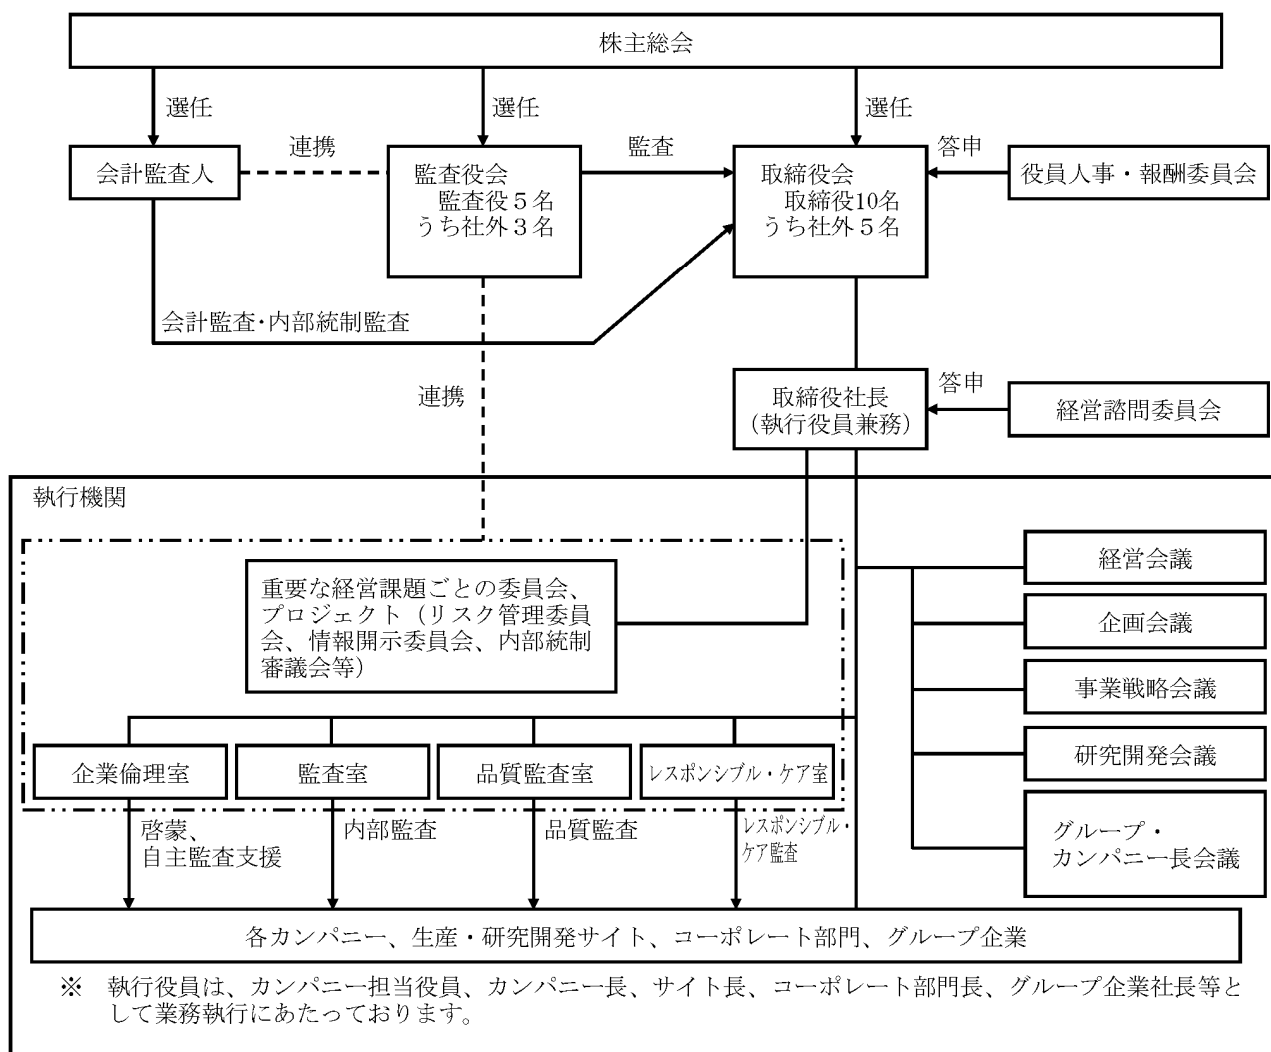 株主総会
選任
選任
選任
会計監査人
連携
監査役会
監査役5名
うち社外3名
監査
取締役会
取締役10名
うち社外5名
答申
役員人事・報酬委員会
会計監査・内部統制監査
連携
取締役社長
（執行役員兼務）
答申
経営諮問委員会
執行機関
重要な経営課題ごとの委員会、
プロジェクト（リスク管理委員
会、情報開示委員会、内部統制
審議会等）
経営会議
企画会議
事業戦略会議
研究開発会議
グループ・
カンパニー長会議
企業倫理室
監査室
品質監査室
レスポンシブル・ケア室
啓蒙、
自主監査支援
内部監査
品質監査
レスポンシブル・
ケア監査
各カンパニー、生産・研究開発サイト、コーポレート部門、グループ企業
※　執行役員は、カンパニー担当役員、カンパニー長、サイト長、コーポレート部門長、グループ企業社長等と
して業務執行にあたっております。